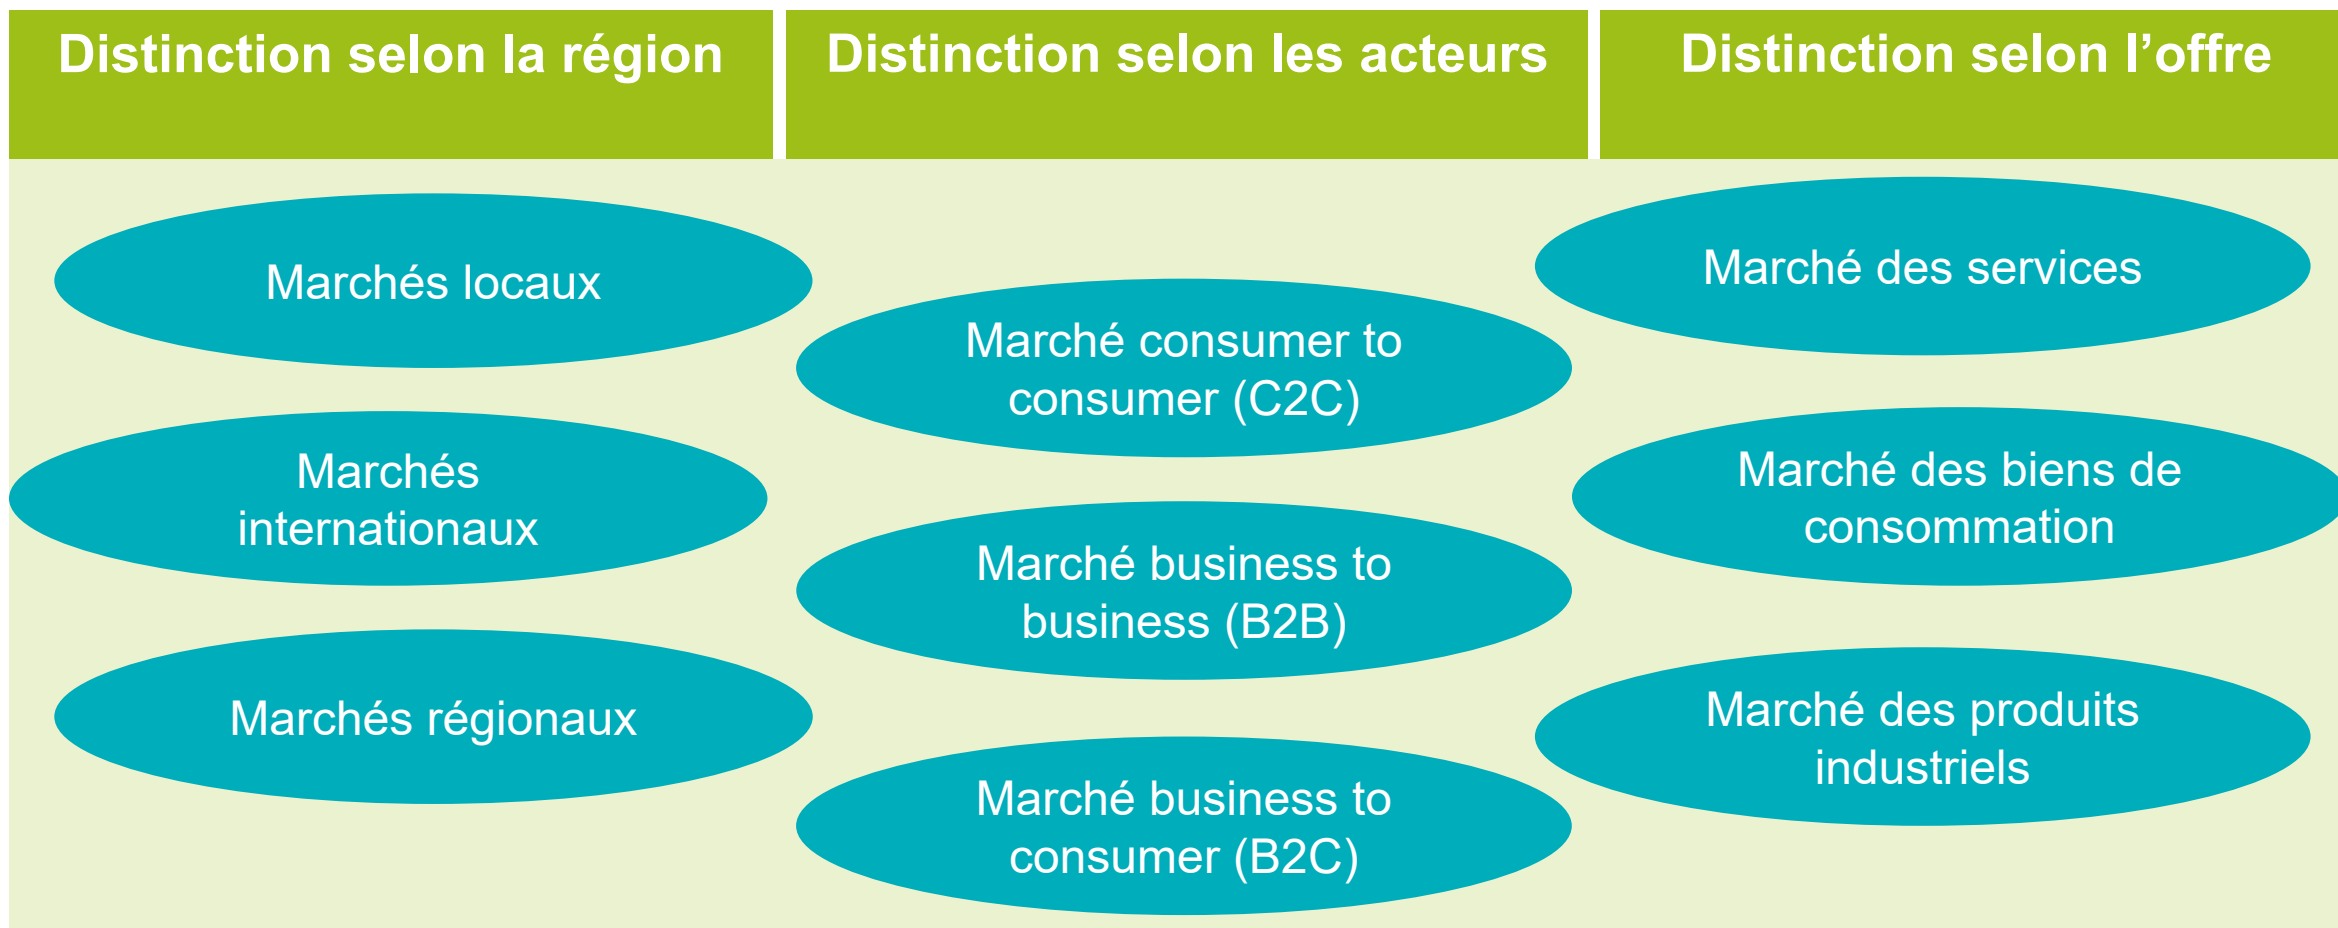 Distinction selon la région
Distinction selon les acteurs
Distinction selon l’offre
Marchés locaux
Marchés
internationaux
Marchés régionaux
Marché consumer to
consumer (C2C)
Marché business to
business (B2B)
Marché business to
consumer (B2C)
Marché des services
Marché des biens de
consommation
Marché des produits
industriels